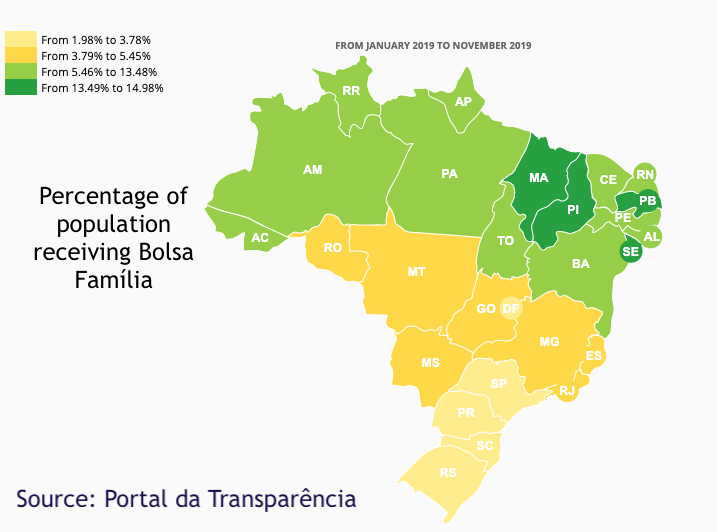 From 1.98% to 3.78%
From 3.79% to 5.45%
From 5.46% to 13.48%
From 13.49% to 14.98%
FROM JANUARY 2019 TO NOVEMBER 2019
Percentage of
population
receiving Bolsa
Família
RR
AP
AM
PA
MA
CE
RN
PI
PB
PE
AC
TO
AL
RO
SE
BA
MT
GO
DF
MG
MS
ES
SP
RJ
PR
SC
RS
Source: Portal da Transparência